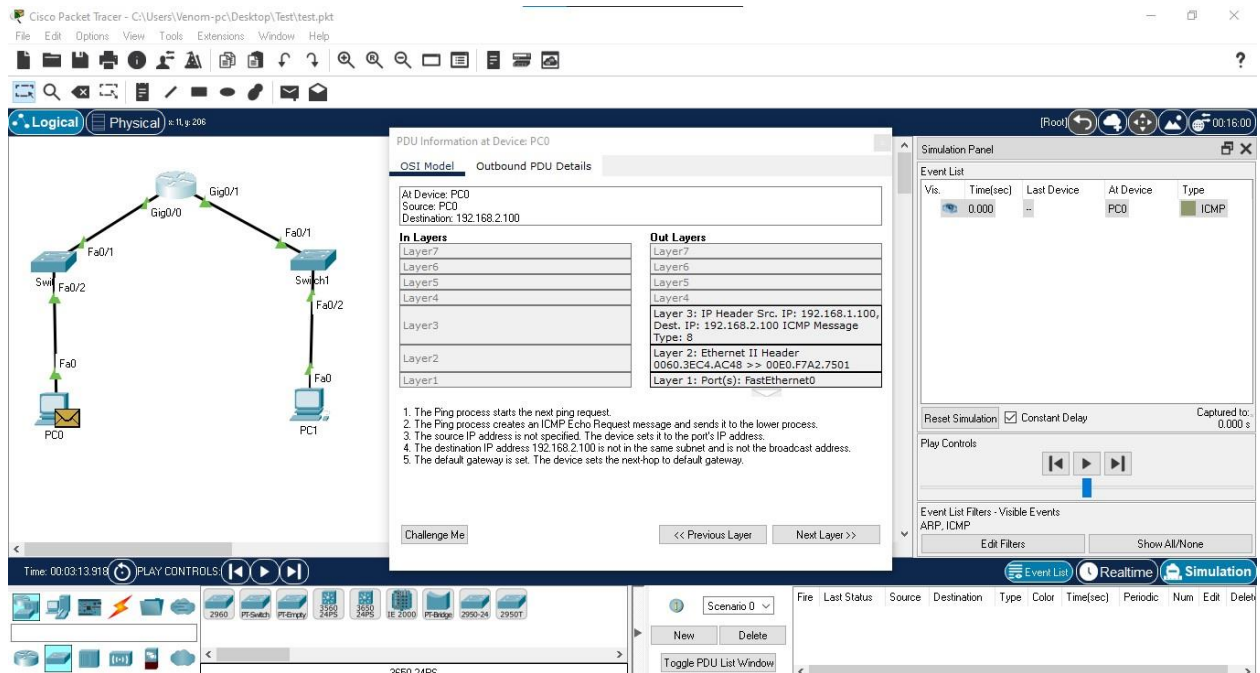 Cisco Packet Tracer - C:\Users\Venom-pc\Desktop\Test\test.pkt
File Edit Options View Tools Extensions Window Help
?
Logical Physical x: 11, y: 206
[Root] 00:16:00
Gig0/1
Gig0/0
Fa0/1
Fa0/1
Swit
Fa0/2
Switch1
Fa0/2
Fa0
Fa0
PC0
PC1
PDU Information at Device: PC0
OSI Model Outbound PDU Details
At Device: PC0
Source: PC0
Destination: 192.168.2.100
In Layers
Layer7
Layer6
Layer5
Layer4
Layer3
Layer2
Layer1
Out Layers
Layer7
Layer6
Layer5
Layer4
Layer 3: IP Header Src. IP: 192.168.1.100,
Dest. IP: 192.168.2.100 ICMP Message
Type: 8
Layer 2: Ethernet II Header
0060.3EC4.AC48 >> 00E0.F7A2.7501
Layer 1: Port(s): FastEthernet0
1. The Ping process starts the next ping request.
2. The Ping process creates an ICMP Echo Request message and sends it to the lower process.
3. The source IP address is not specified. The device sets it to the port's IP address.
4. The destination IP address 192.168.2.100 is not in the same subnet and is not the broadcast address.
5. The default gateway is set. The device sets the next-hop to default gateway.
Challenge Me << Previous Layer Next Layer >>
Simulation Panel
Event List
Vis. Time(sec) Last Device At Device Type
0.000 -- PC0 ICMP
Reset Simulation Constant Delay Captured to:
0.000 s
Play Controls
Event List Filters - Visible Events
ARP, ICMP
Edit Filters Show All/None
Time: 00:03:13.918 PLAY CONTROLS:
Event List Realtime Simulation
2960 PT-Switch PT-Empty 3560 24PS 3650 24PS IE 2000 PT-Bridge 2950-24 2950T
3650 24PS
Scenario 0
New Delete
Toggle PDU List Window
Fire Last Status Source Destination Type Color Time(sec) Periodic Num Edit Delet